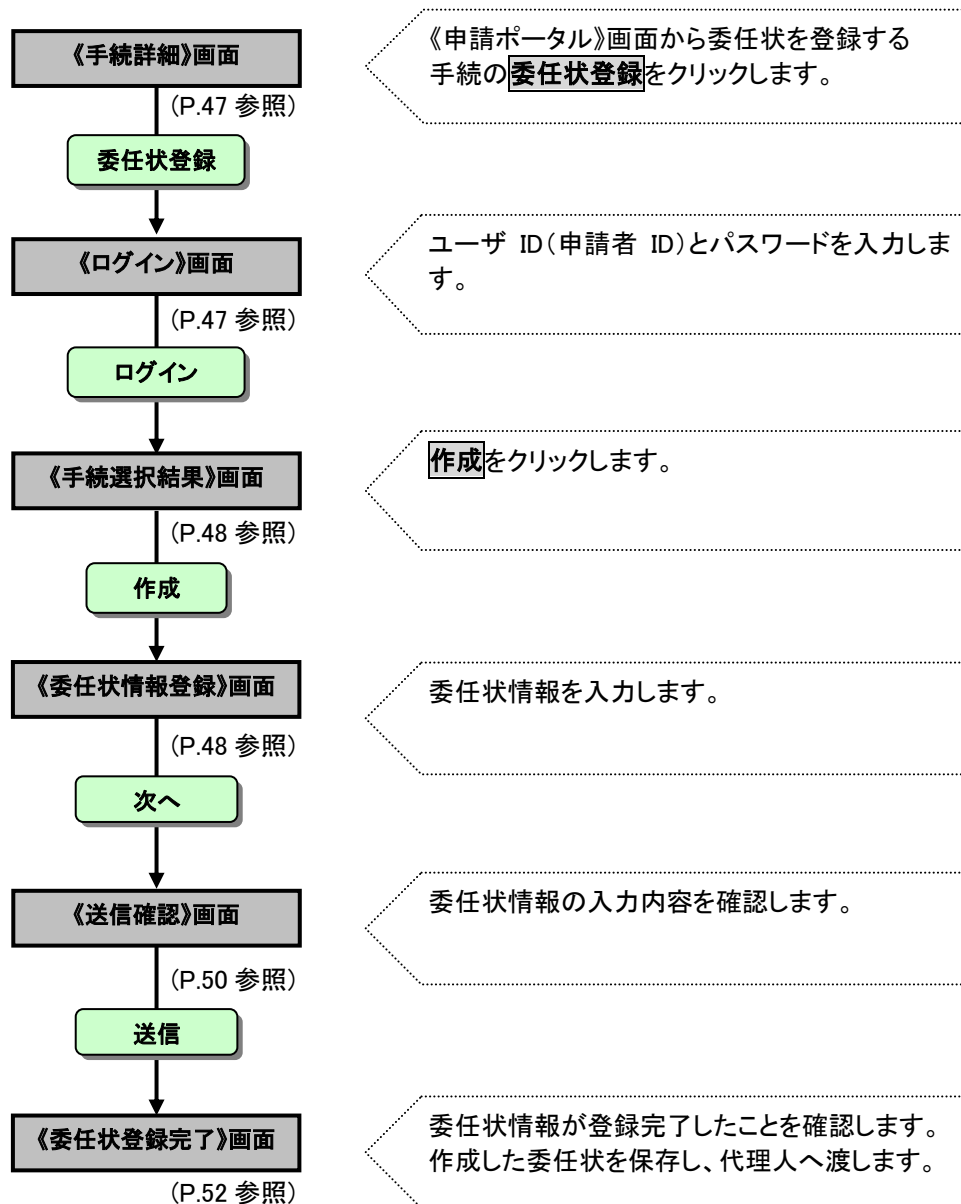 《手続詳細》画面
《申請ポータル》画面から委任状を登録する
手続の委任状登録をクリックします。
(P.47 参照)
委任状登録
《ログイン》画面
ユーザ ID(申請者 ID)とパスワードを入力しま
す。
(P.47 参照)
ログイン
《手続選択結果》画面
作成をクリックします。
(P.48 参照)
作成
《委任状情報登録》画面
委任状情報を入力します。
(P.48 参照)
次へ
《送信確認》画面
委任状情報の入力内容を確認します。
(P.50 参照)
送信
《委任状登録完了》画面
委任状情報が登録完了したことを確認します。
作成した委任状を保存し、代理人へ渡します。
(P.52 参照)